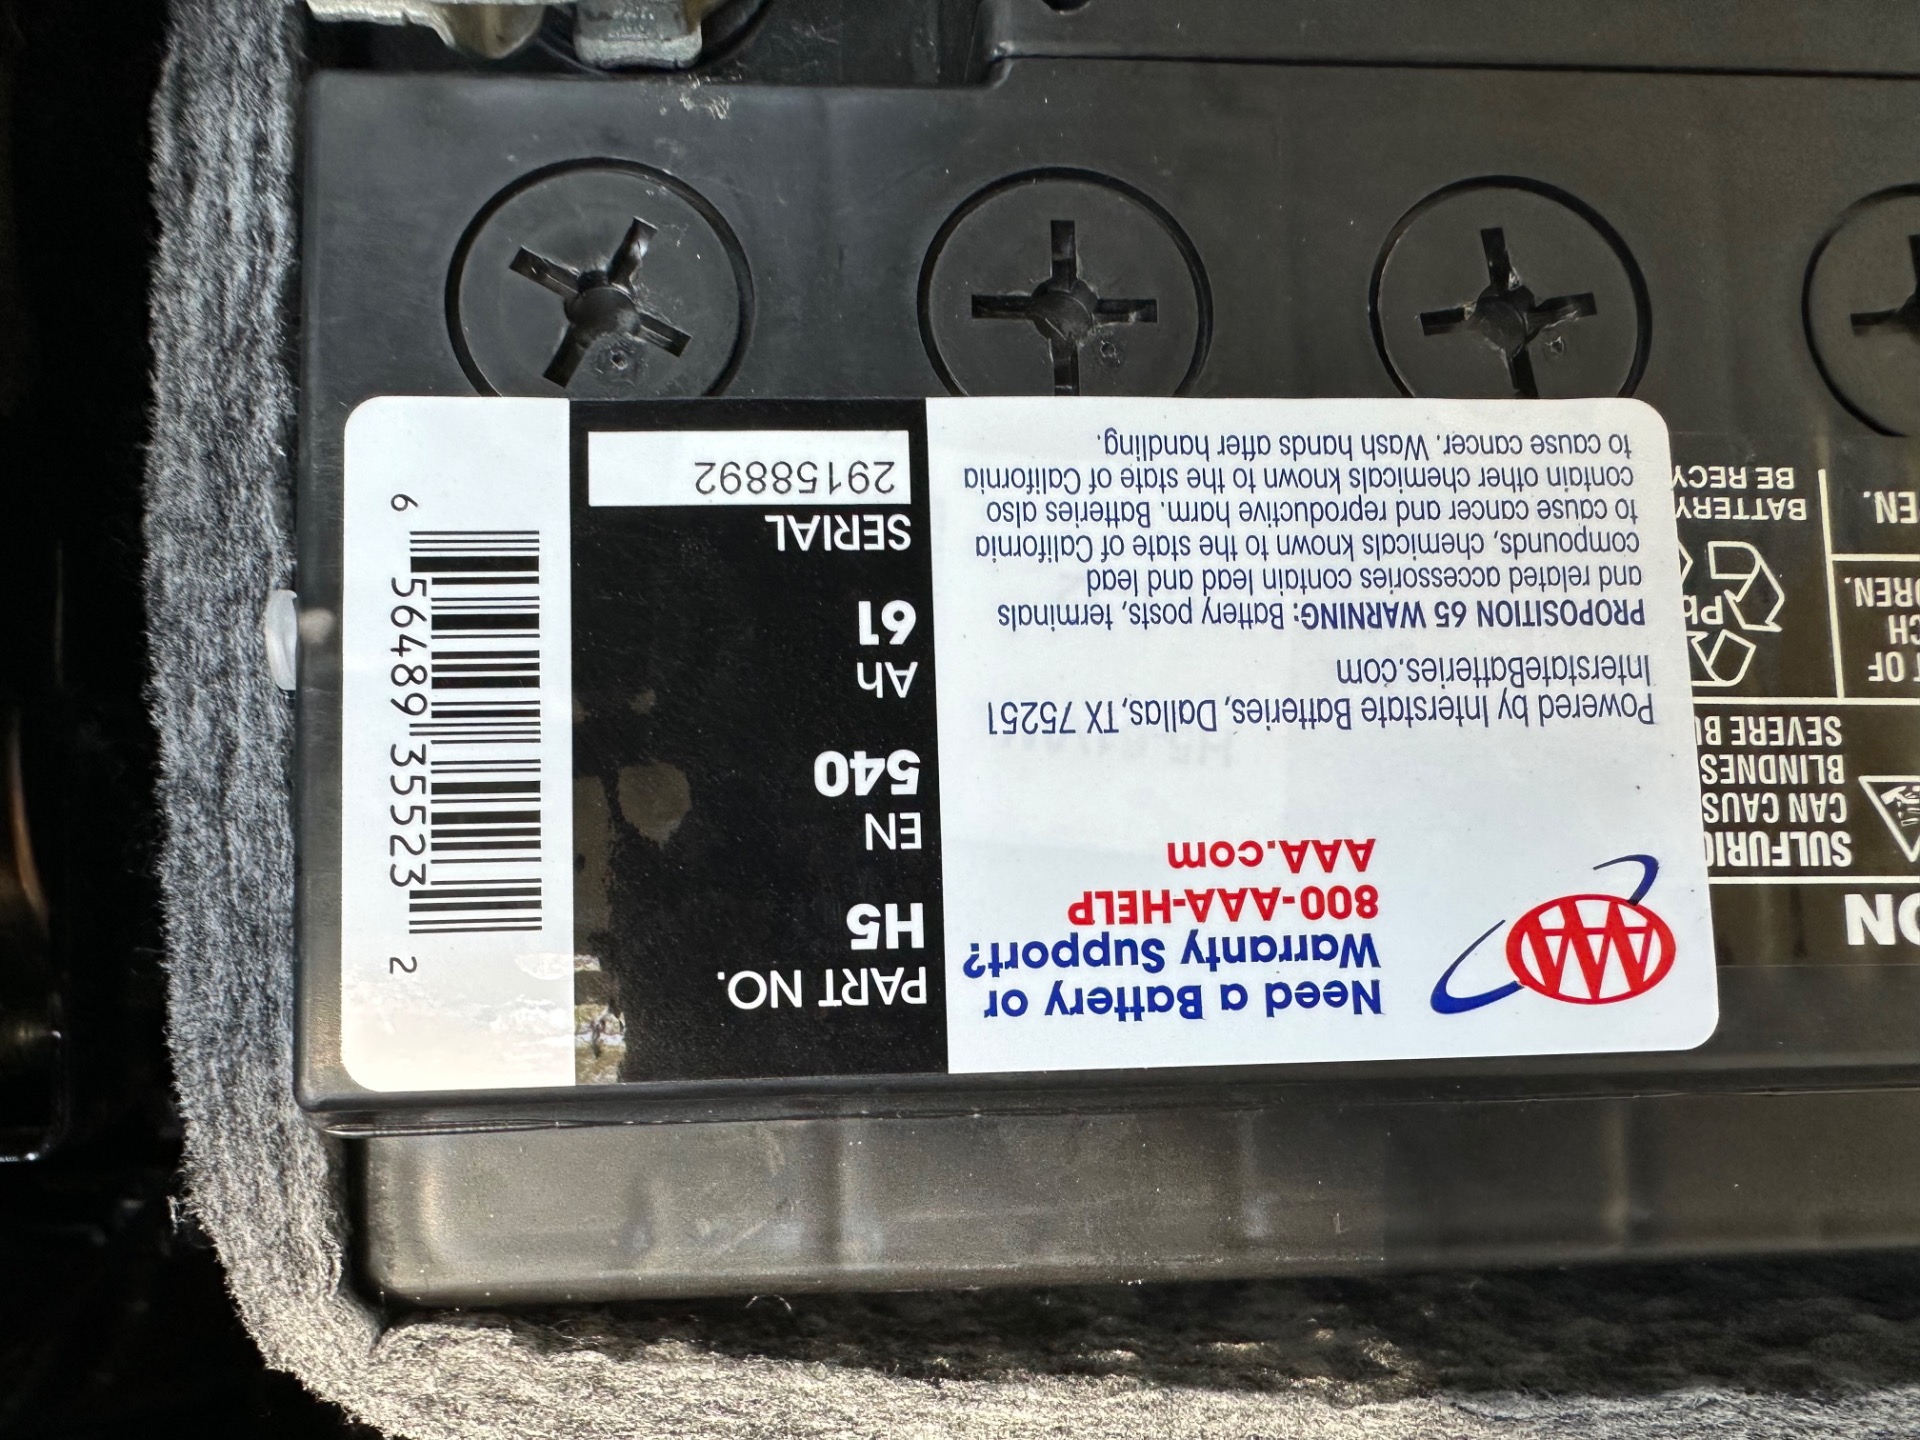 AAA
Need a Battery or
Warranty Support?
800-AAA-HELP
AAA.com
Powered by Interstate Batteries, Dallas, TX 75251
InterstateBatteries.com
PROPOSITION 65 WARNING: Battery posts, terminals
and related accessories contain lead and lead
compounds, chemicals known to the state of California
to cause cancer and reproductive harm. Batteries also
contain other chemicals known to the state of California
to cause cancer. Wash hands after handling.
PART NO.
H5
EN
540
Ah
61
SERIAL
29158892
6 56489 35523 2
ON
SULFURIC
CAN CAUS
BLINDNES
SEVERE BU
T OF
CH
DREN.
EN.
Pb
BATTERY
BE RECY